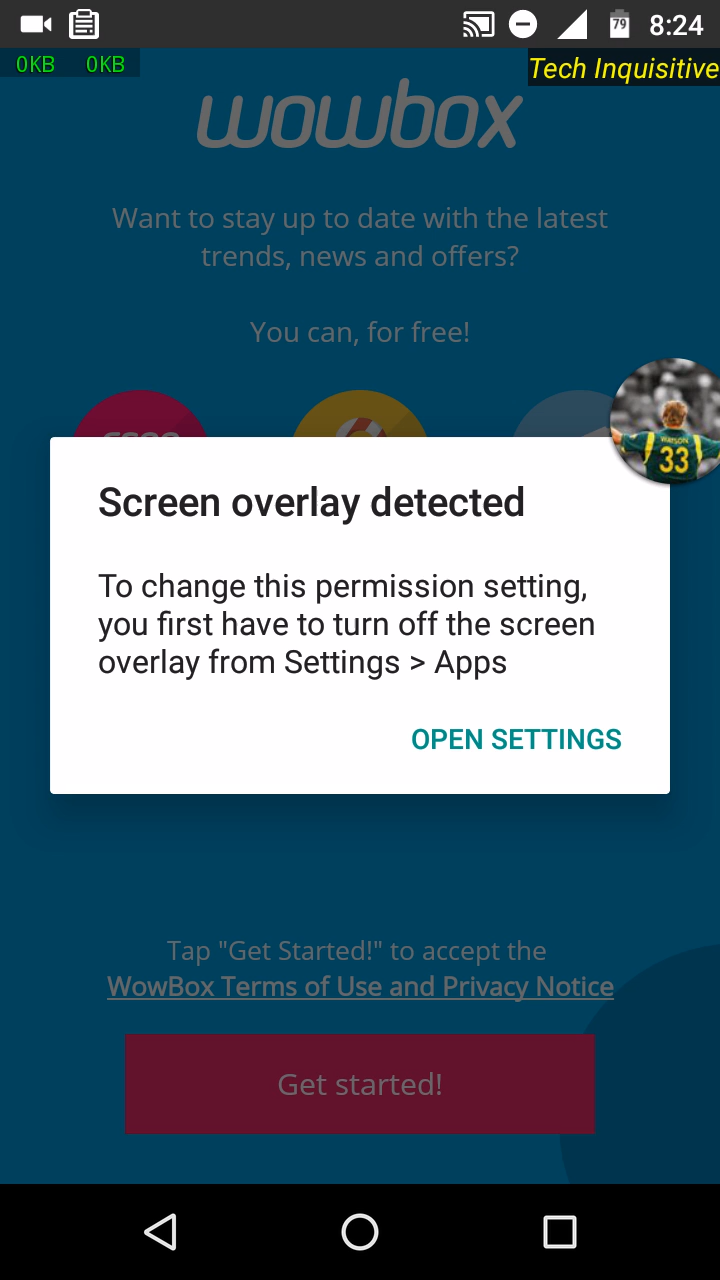 79 8:24
0KB 0KB
Tech Inquisitive
wowbox
Want to stay up to date with the latest
trends, news and offers?
You can, for free!
WATSON
33
Screen overlay detected
To change this permission setting,
you first have to turn off the screen
overlay from Settings > Apps
OPEN SETTINGS
Tap "Get Started!" to accept the
WowBox Terms of Use and Privacy Notice
Get started!